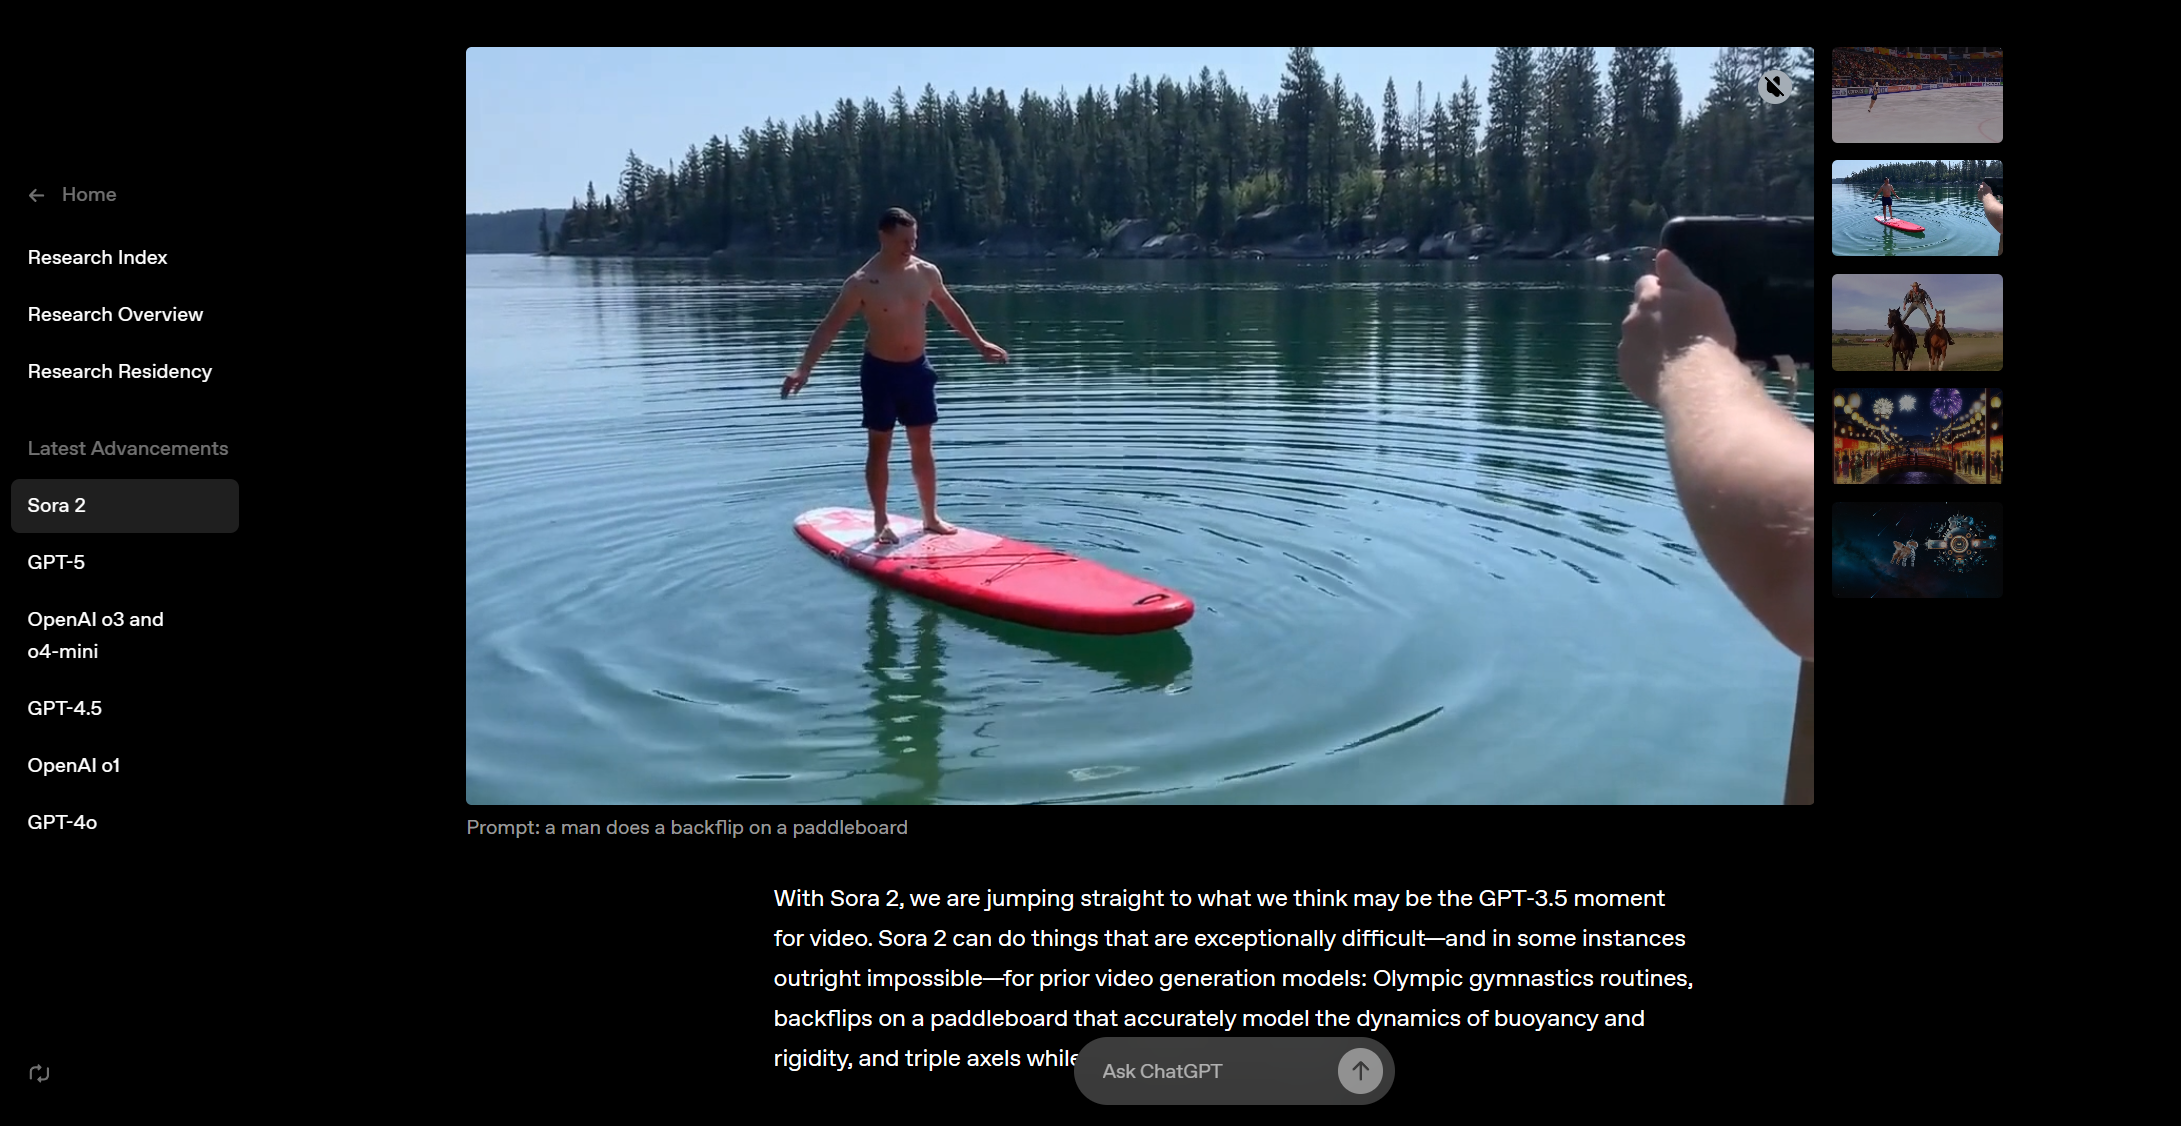 Home
Research Index
Research Overview
Research Residency
Latest Advancements
Sora 2
GPT-5
OpenAI o3 and
o4-mini
GPT-4.5
OpenAI o1
GPT-4o
Prompt: a man does a backflip on a paddleboard
With Sora 2, we are jumping straight to what we think may be the GPT-3.5 moment
for video. Sora 2 can do things that are exceptionally difficult—and in some instances
outright impossible—for prior video generation models: Olympic gymnastics routines,
backflips on a paddleboard that accurately model the dynamics of buoyancy and
rigidity, and triple axels while
Ask ChatGPT